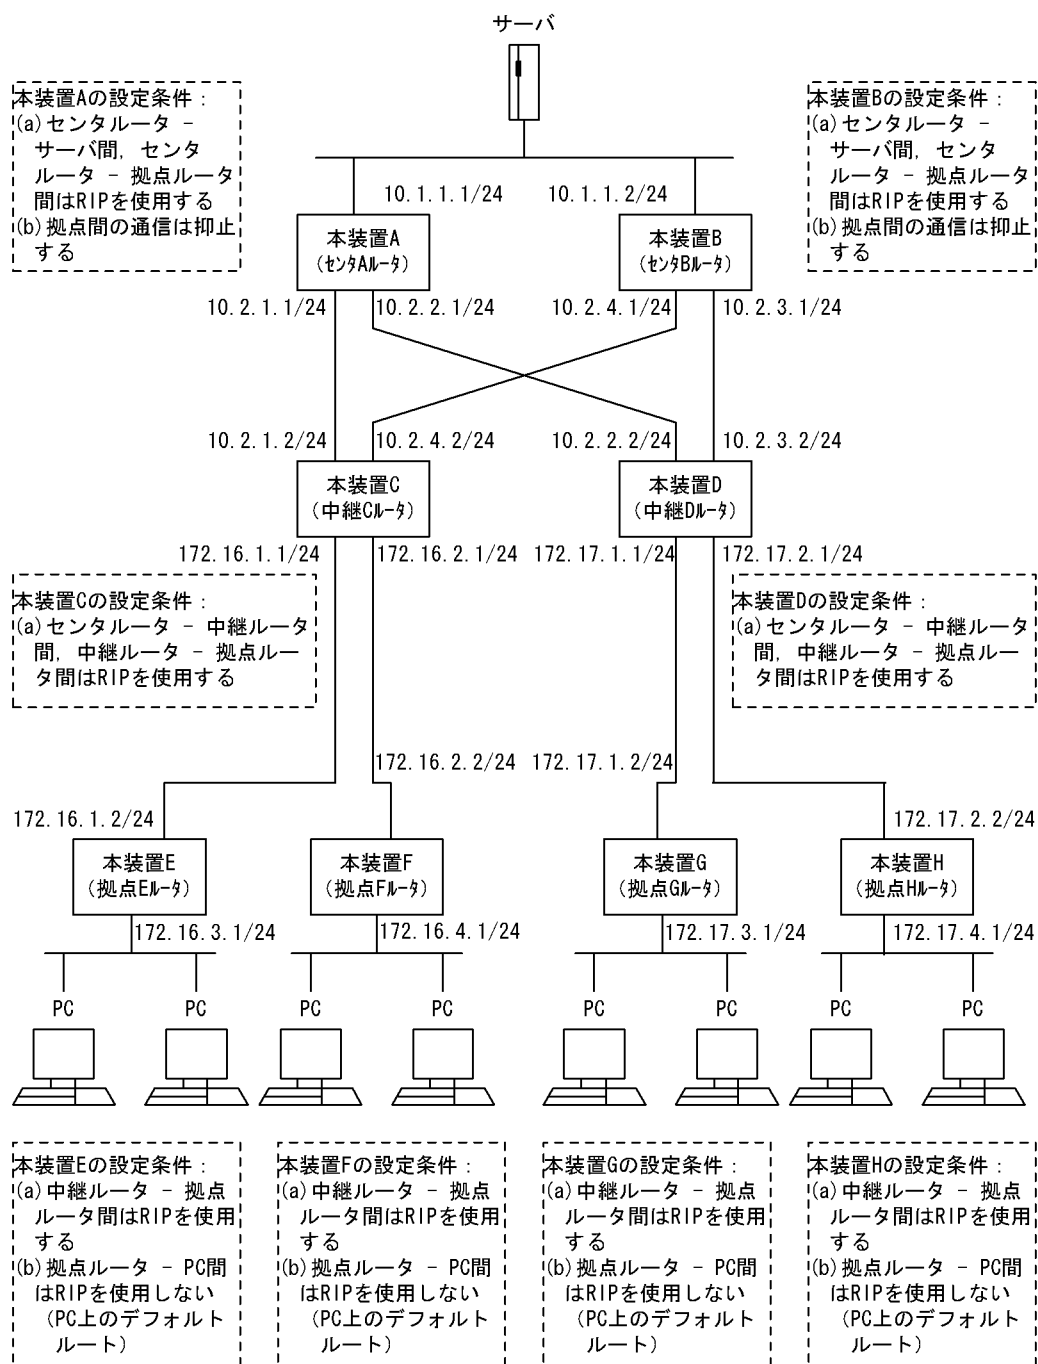 サーバ
本装置Aの設定条件：
(a)センタルータ － 
サーバ間，センタ
ルータ － 拠点ルータ
間はRIPを使用する
(b)拠点間の通信は抑止
する
本装置Bの設定条件：
(a)センタルータ － 
サーバ間，センタ
ルータ － 拠点ルータ
間はRIPを使用する
(b)拠点間の通信は抑止
する
10.1.1.1/24
10.1.1.2/24
本装置A
（ｾﾝﾀAﾙｰﾀ）
本装置B
（ｾﾝﾀBﾙｰﾀ）
10.2.1.1/24
10.2.2.1/24
10.2.4.1/24
10.2.3.1/24
10.2.1.2/24
10.2.4.2/24
10.2.2.2/24
10.2.3.2/24
本装置C
（中継Cﾙｰﾀ）
本装置D
（中継Dﾙｰﾀ）
172.16.1.1/24
172.16.2.1/24
172.17.1.1/24
172.17.2.1/24
本装置Cの設定条件：
(a)センタルータ － 中継ルータ
間，中継ルータ － 拠点ルー
タ間はRIPを使用する
本装置Dの設定条件：
(a)センタルータ － 中継ルータ
間，中継ルータ － 拠点ルー
タ間はRIPを使用する
172.16.2.2/24
172.17.1.2/24
172.16.1.2/24
172.17.2.2/24
本装置E
（拠点Eﾙｰﾀ）
本装置F
（拠点Fﾙｰﾀ）
本装置G
（拠点Gﾙｰﾀ）
本装置H
（拠点Hﾙｰﾀ）
172.16.3.1/24
172.16.4.1/24
172.17.3.1/24
172.17.4.1/24
PC
PC
PC
PC
PC
PC
PC
PC
本装置Eの設定条件：
(a)中継ルータ － 拠点
ルータ間はRIPを使用
する
(b)拠点ルータ － PC間
はRIPを使用しない
（PC上のデフォルト
ルート）
本装置Fの設定条件：
(a)中継ルータ － 拠点
ルータ間はRIPを使用
する
(b)拠点ルータ － PC間
はRIPを使用しない
（PC上のデフォルト
ルート）
本装置Gの設定条件：
(a)中継ルータ － 拠点
ルータ間はRIPを使用
する
(b)拠点ルータ － PC間
はRIPを使用しない
（PC上のデフォルト
ルート）
本装置Hの設定条件：
(a)中継ルータ － 拠点
ルータ間はRIPを使用
する
(b)拠点ルータ － PC間
はRIPを使用しない
（PC上のデフォルト
ルート）